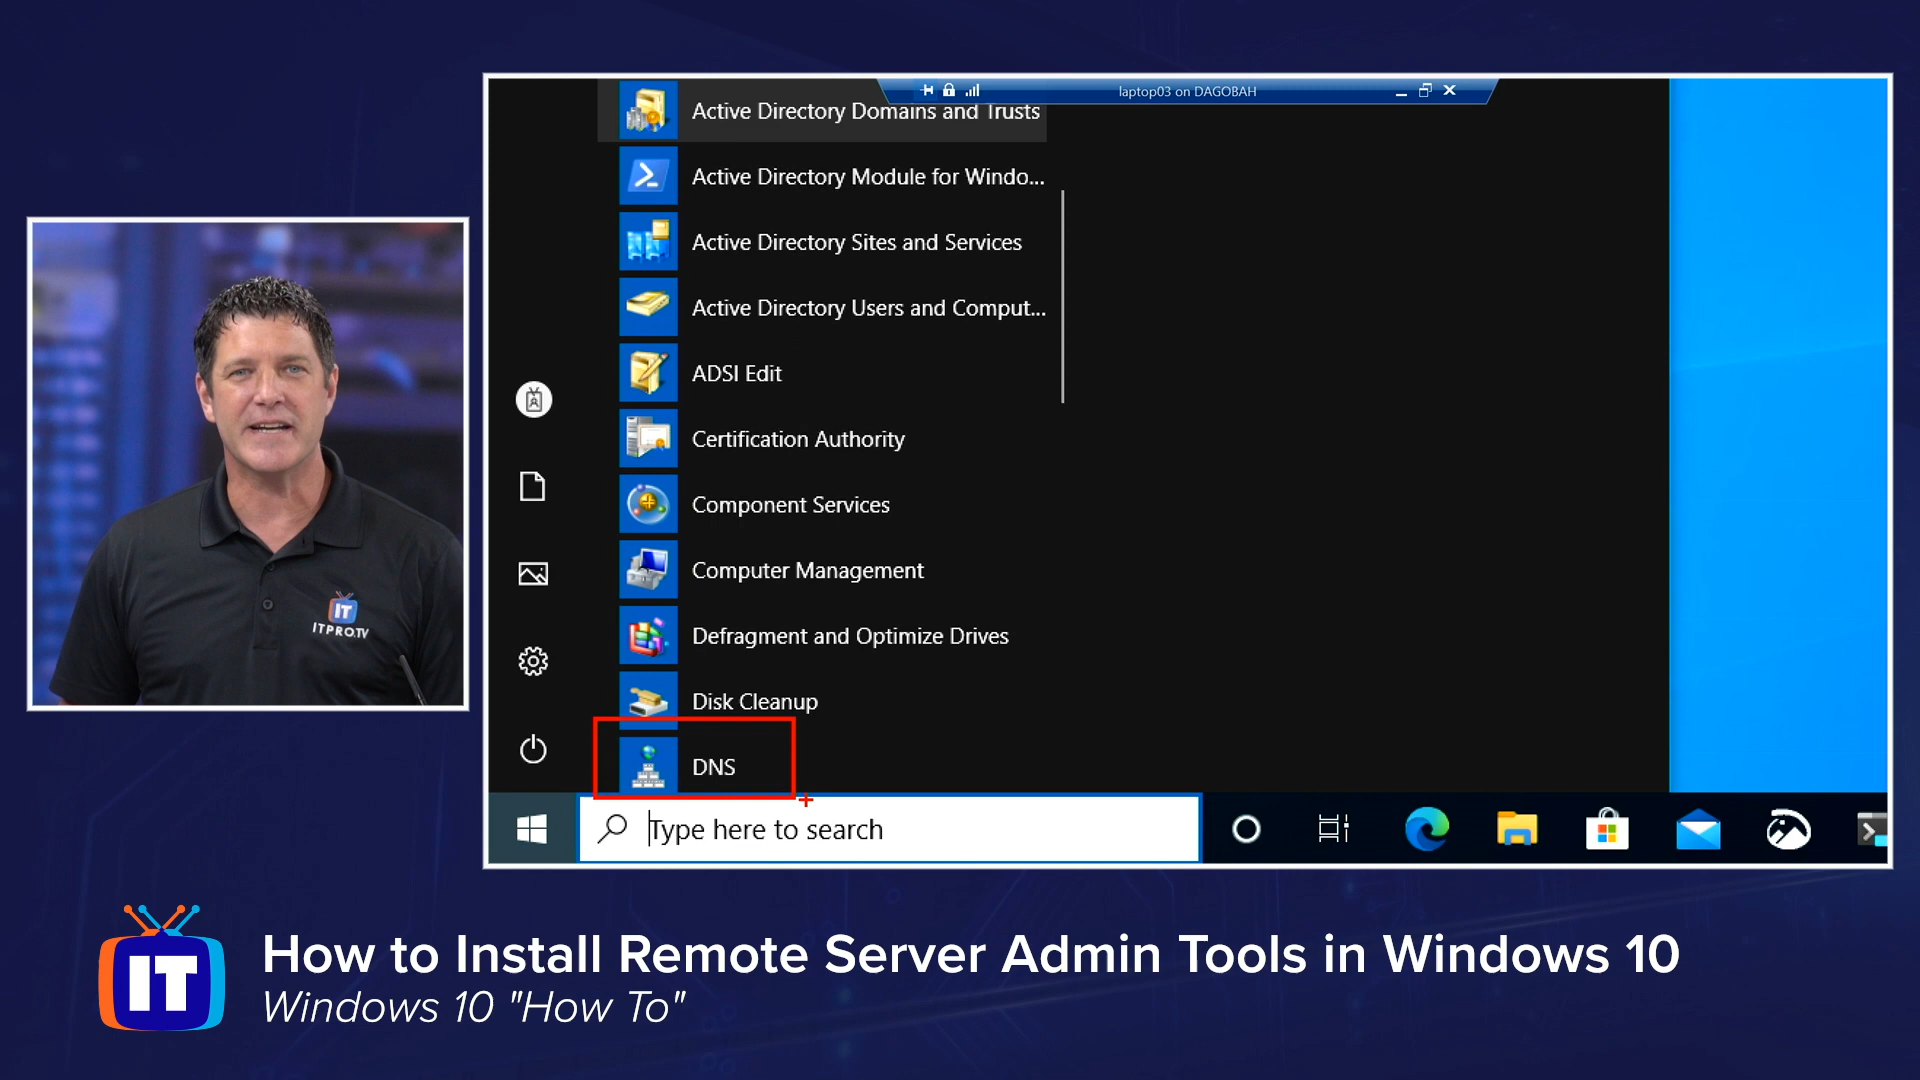 laptop03 on DAGOBAH
Active Directory Domains and Trusts
Active Directory Module for Windo...
Active Directory Sites and Services
Active Directory Users and Comput...
ADSI Edit
Certification Authority
Component Services
Computer Management
Defragment and Optimize Drives
Disk Cleanup
DNS
Type here to search
IT
ITPRO.TV
IT
How to Install Remote Server Admin Tools in Windows 10
Windows 10 "How To"